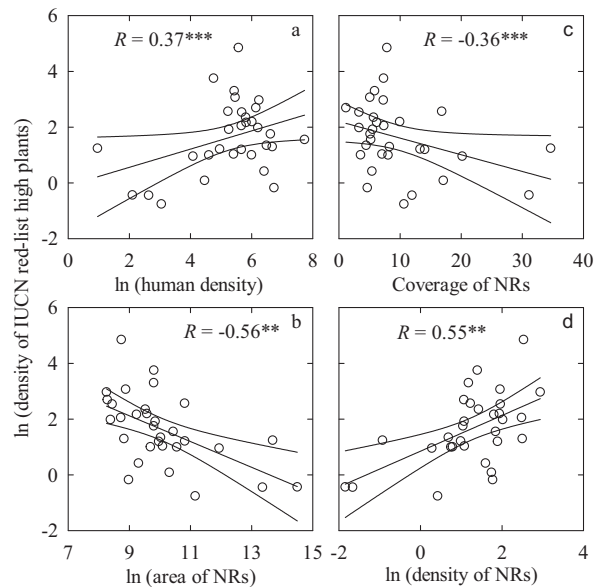 R = 0.37*** a
R = -0.36*** c
6
4
2
0
-2
0 2 4 6 8
0 10 20 30 40
ln (human density)
Coverage of NRs
ln (density of IUCN red-list high plants)
R = -0.56** b
R = 0.55** d
6
4
2
0
-2
7 9 11 13 15
-2 0 2 4
ln (area of NRs)
ln (density of NRs)